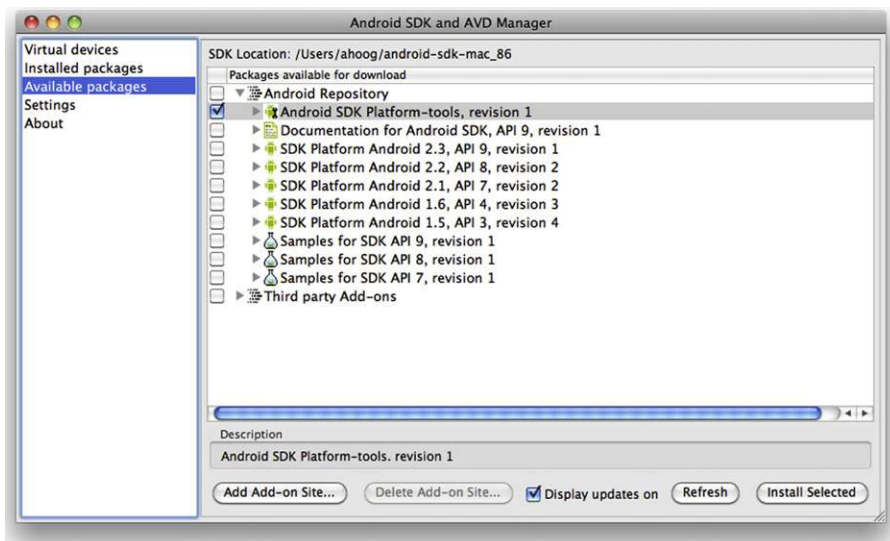 Android SDK and AVD Manager
Virtual devices
Installed packages
Available packages
Settings
About
SDK Location: /Users/ahoog/android-sdk-mac_86
Packages available for download
Android Repository
Android SDK Platform-tools, revision 1
Documentation for Android SDK, API 9, revision 1
SDK Platform Android 2.3, API 9, revision 1
SDK Platform Android 2.2, API 8, revision 2
SDK Platform Android 2.1, API 7, revision 2
SDK Platform Android 1.6, API 4, revision 3
SDK Platform Android 1.5, API 3, revision 4
Samples for SDK API 9, revision 1
Samples for SDK API 8, revision 1
Samples for SDK API 7, revision 1
Third party Add-ons
Description
Android SDK Platform-tools. revision 1
Add Add-on Site... Delete Add-on Site... Display updates on Refresh Install Selected